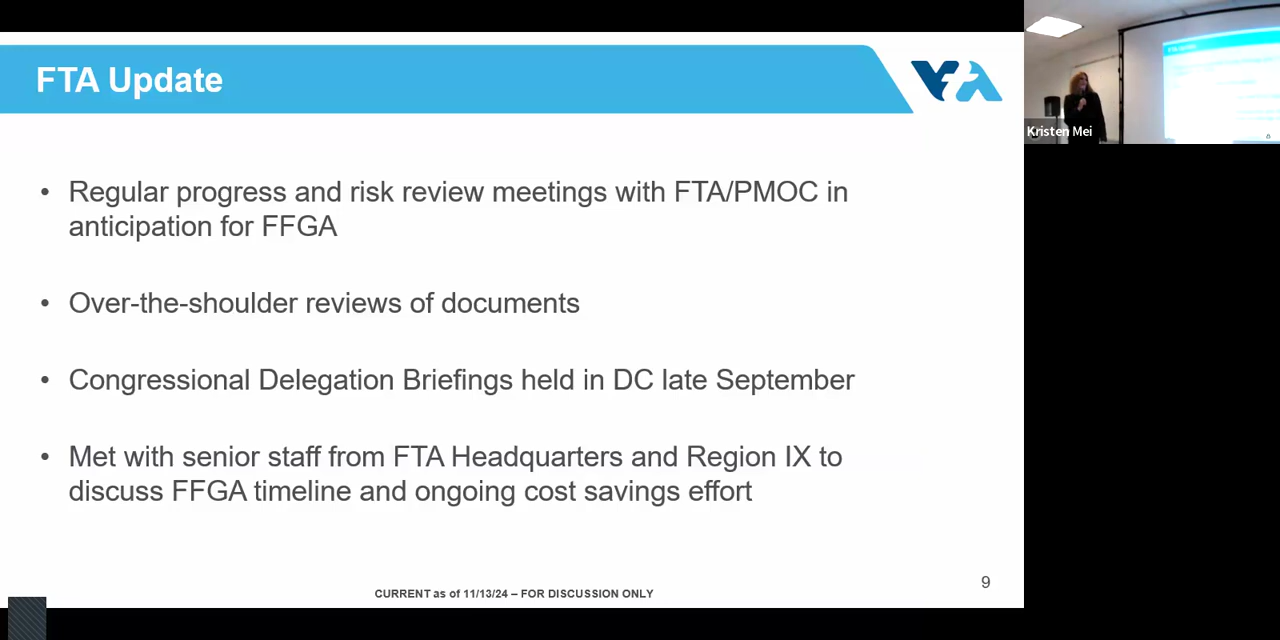 FTA Update
VTA
Kristen Mei
• Regular progress and risk review meetings with FTA/PMOC in
anticipation for FFGA
• Over-the-shoulder reviews of documents
• Congressional Delegation Briefings held in DC late September
• Met with senior staff from FTA Headquarters and Region IX to
discuss FFGA timeline and ongoing cost savings effort
9
CURRENT as of 11/13/24 – FOR DISCUSSION ONLY